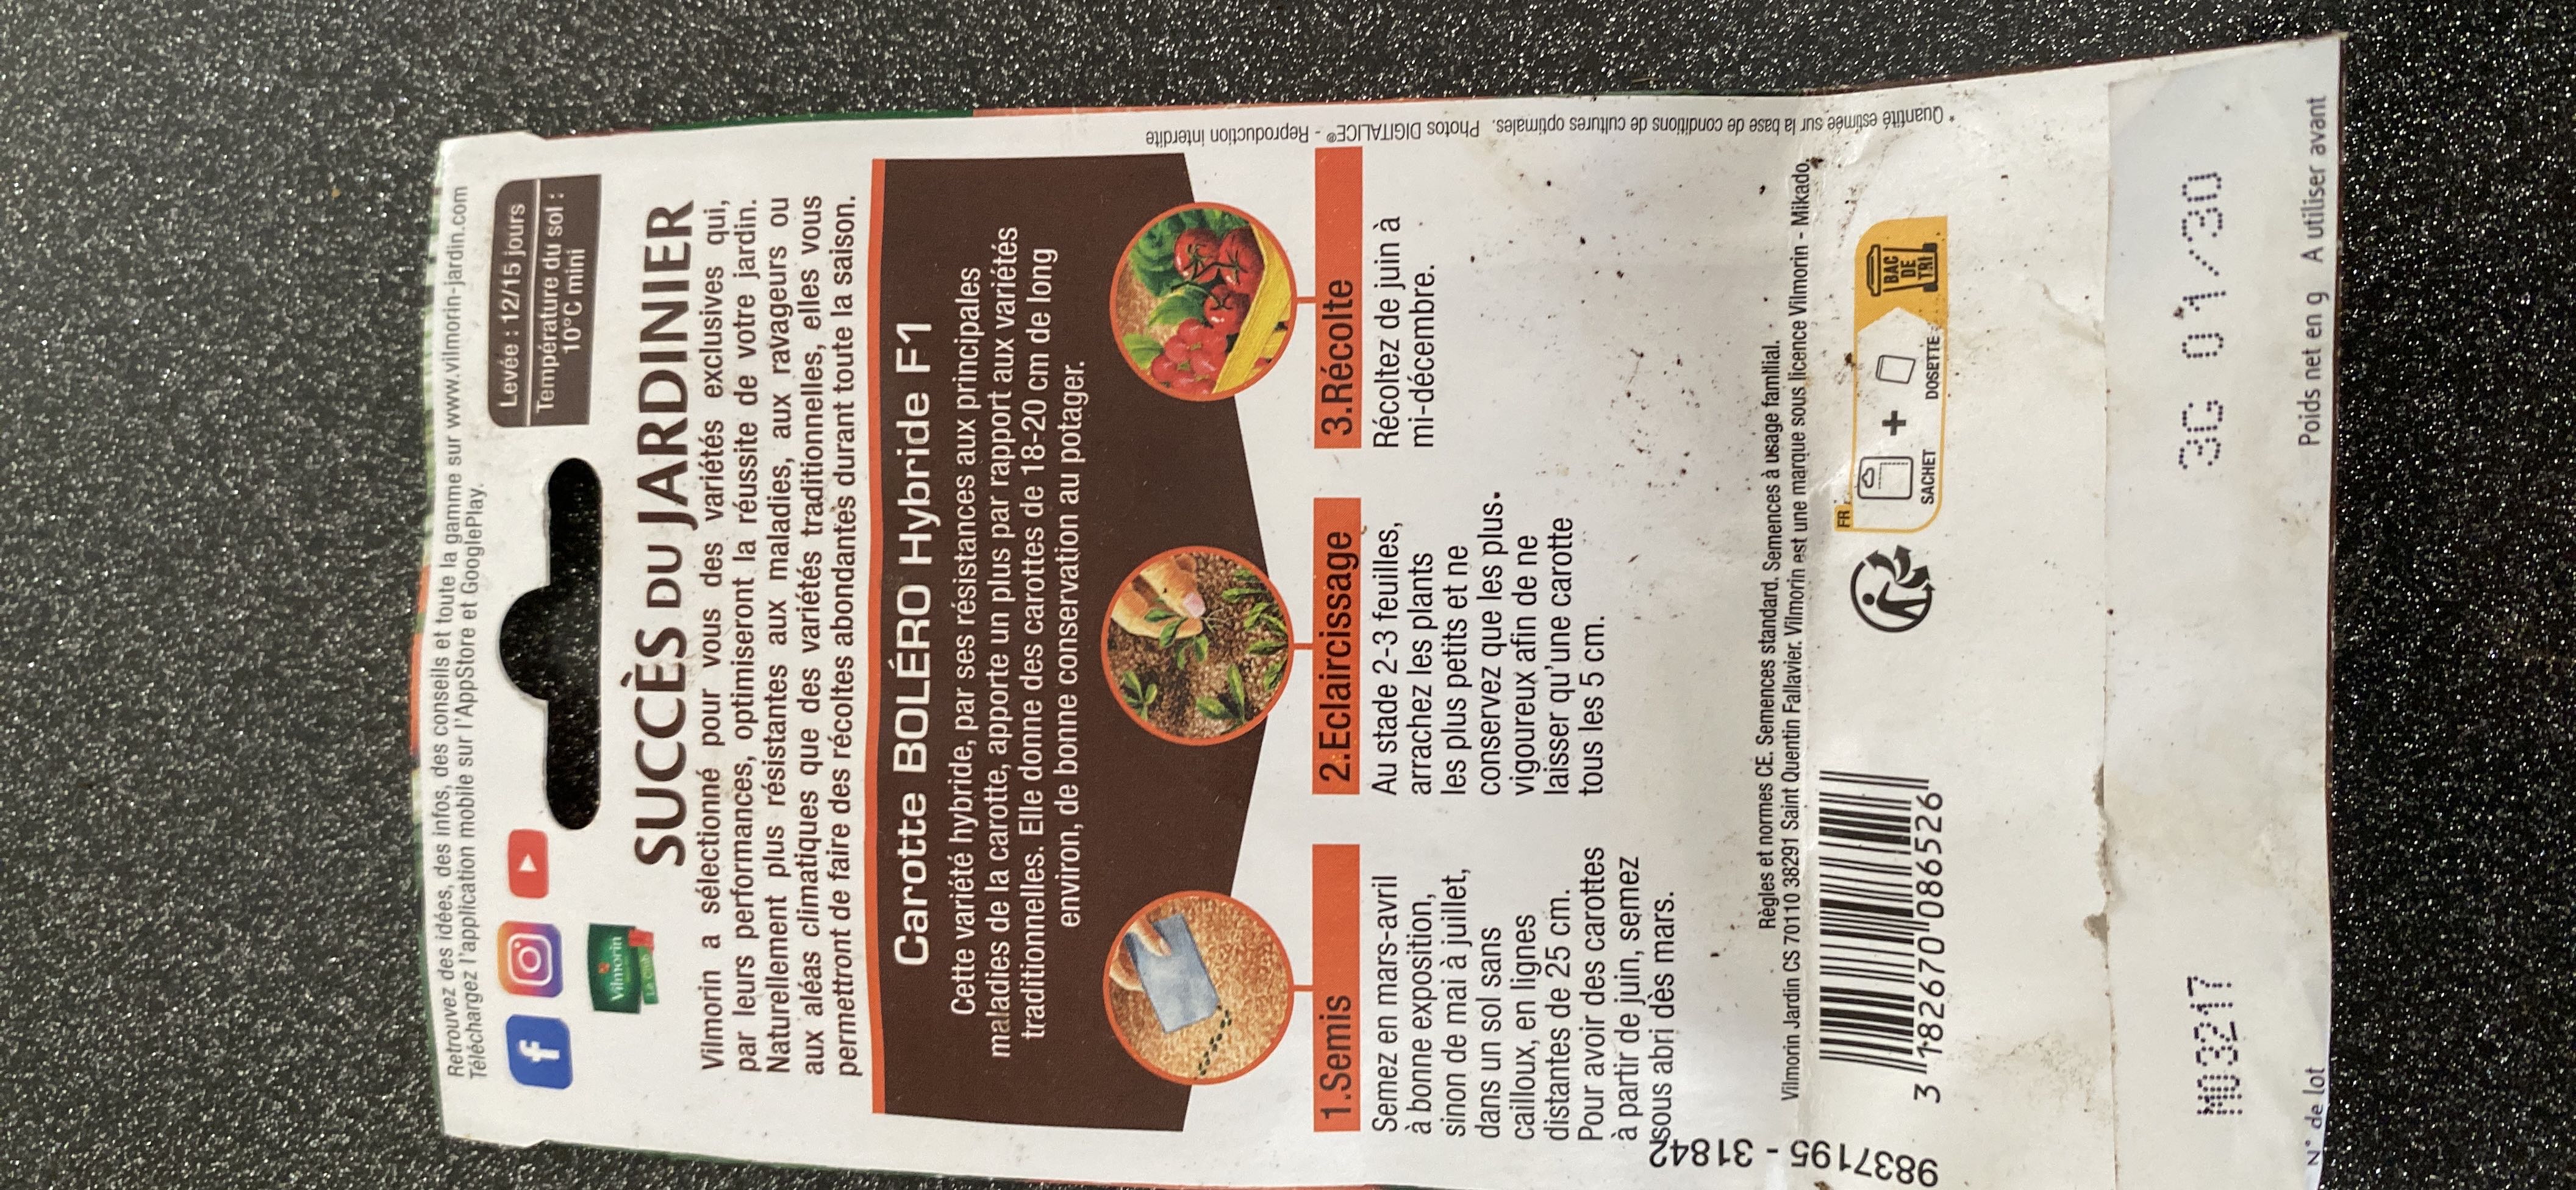 Retrouvez des idées, des infos, des conseils et toute la gamme sur www.vilmorin-jardin.com
Téléchargez l'application mobile sur l'AppStore et GooglePlay.
f
Vilmorin
Le Club
Levée : 12/15 jours
Température du sol :
10°C mini
SUCCÈS DU JARDINIER
Vilmorin a sélectionné pour vous des variétés exclusives qui,
par leurs performances, optimiseront la réussite de votre jardin.
Naturellement plus résistantes aux maladies, aux ravageurs ou
aux aléas climatiques que des variétés traditionnelles, elles vous
permettront de faire des récoltes abondantes durant toute la saison.
Carotte BOLÉRO Hybride F1
Cette variété hybride, par ses résistances aux principales
maladies de la carotte, apporte un plus par rapport aux variétés
traditionnelles. Elle donne des carottes de 18-20 cm de long
environ, de bonne conservation au potager.
1.Semis
Semez en mars-avril
à bonne exposition,
sinon de mai à juillet,
dans un sol sans
cailloux, en lignes
distantes de 25 cm.
Pour avoir des carottes
à partir de juin, semez
sous abri dès mars.
2.Eclaircissage
Au stade 2-3 feuilles,
arrachez les plants
les plus petits et ne
conservez que les plus.
vigoureux afin de ne
laisser qu'une carotte
tous les 5 cm.
3.Récolte
Récoltez de juin à
mi-décembre.
* Quantité estimée sur la base de conditions de cultures optimales. Photos DIGITALICE® - Reproduction interdite
9837195 - 31842
Règles et normes CE. Semences standard. Semences à usage familial.
Vilmorin Jardin CS 70110 38291 Saint Quentin Fallavier. Vilmorin est une marque sous licence Vilmorin - Mikado.
3 182670 086526
FR
SACHET
+
DOSETTE
BAC
DE
TRI
M03217
3G 01/30
N° de lot
Poids net en g
A utiliser avant